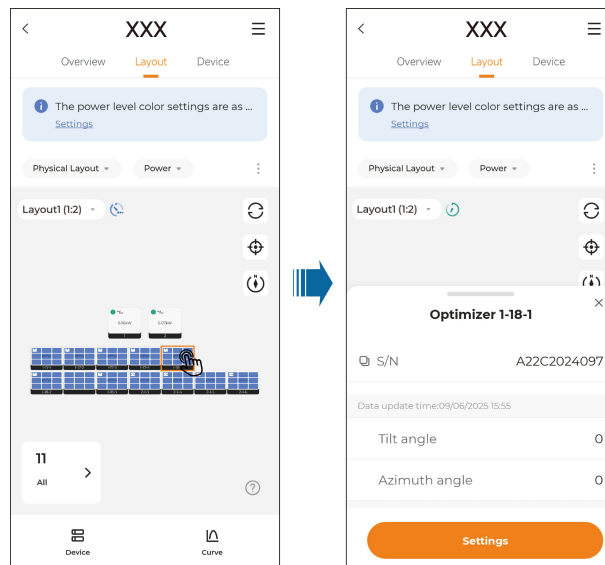 XXX
Overview Layout Device
The power level color settings are as ...
Settings
Physical Layout Power
Layout1 (1:2)
11
All
Device Curve
XXX
Overview Layout Device
The power level color settings are as ...
Settings
Physical Layout Power
Layout1 (1:2)
Optimizer 1-18-1
S/N A22C2024097
Data update time:09/06/2025 15:55
Tilt angle 0
Azimuth angle 0
Settings